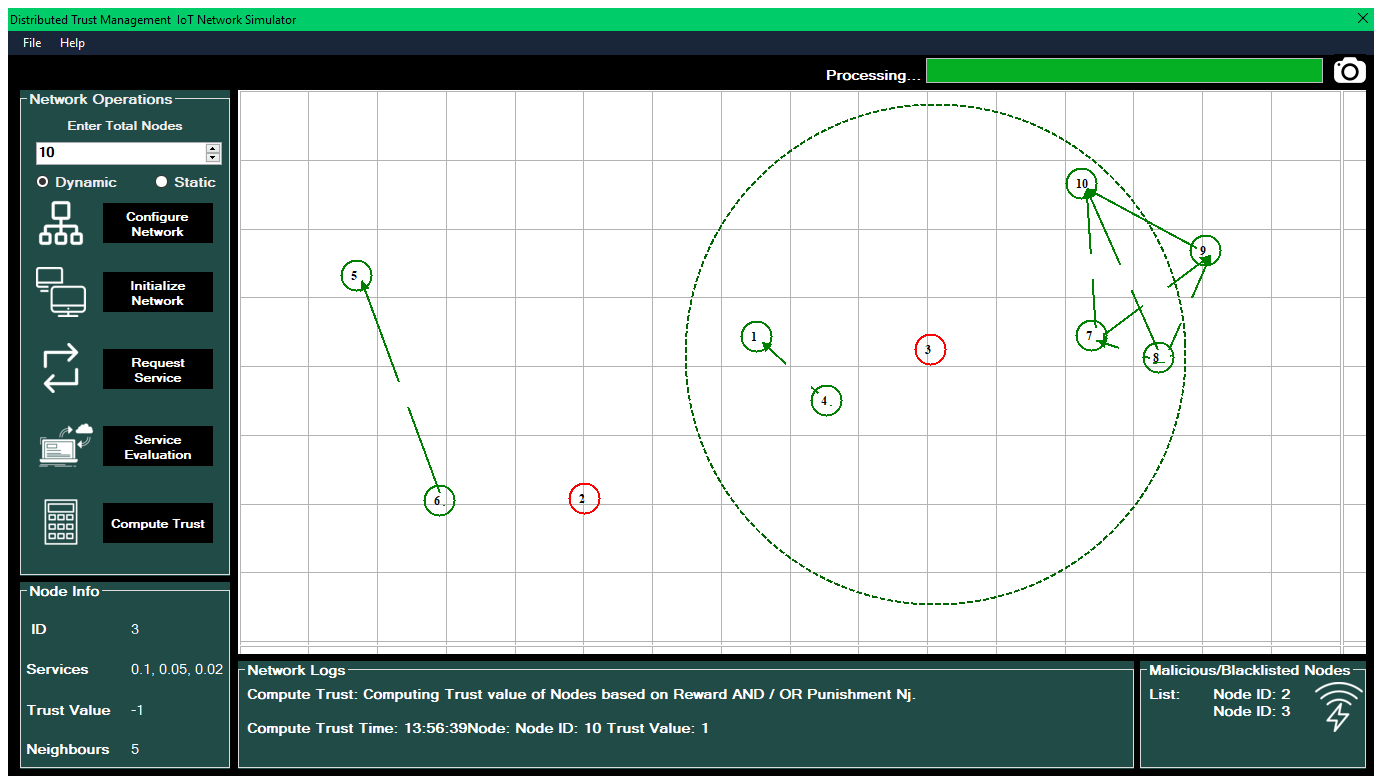 Distributed Trust Management IoT Network Simulator
File Help
Processing...
Network Operations
Enter Total Nodes
10
Dynamic Static
Configure
Network
Initialize
Network
Request
Service
Service
Evaluation
Compute Trust
10
9
5
1
7
3
8
4
6
2
Node Info
ID 3
Services 0.1, 0.05, 0.02
Trust Value -1
Neighbours 5
Network Logs
Compute Trust: Computing Trust value of Nodes based on Reward AND / OR Punishment Nj.
Compute Trust Time: 13:56:39Node: Node ID: 10 Trust Value: 1
Malicious/Blacklisted Nodes
List: Node ID: 2
Node ID: 3